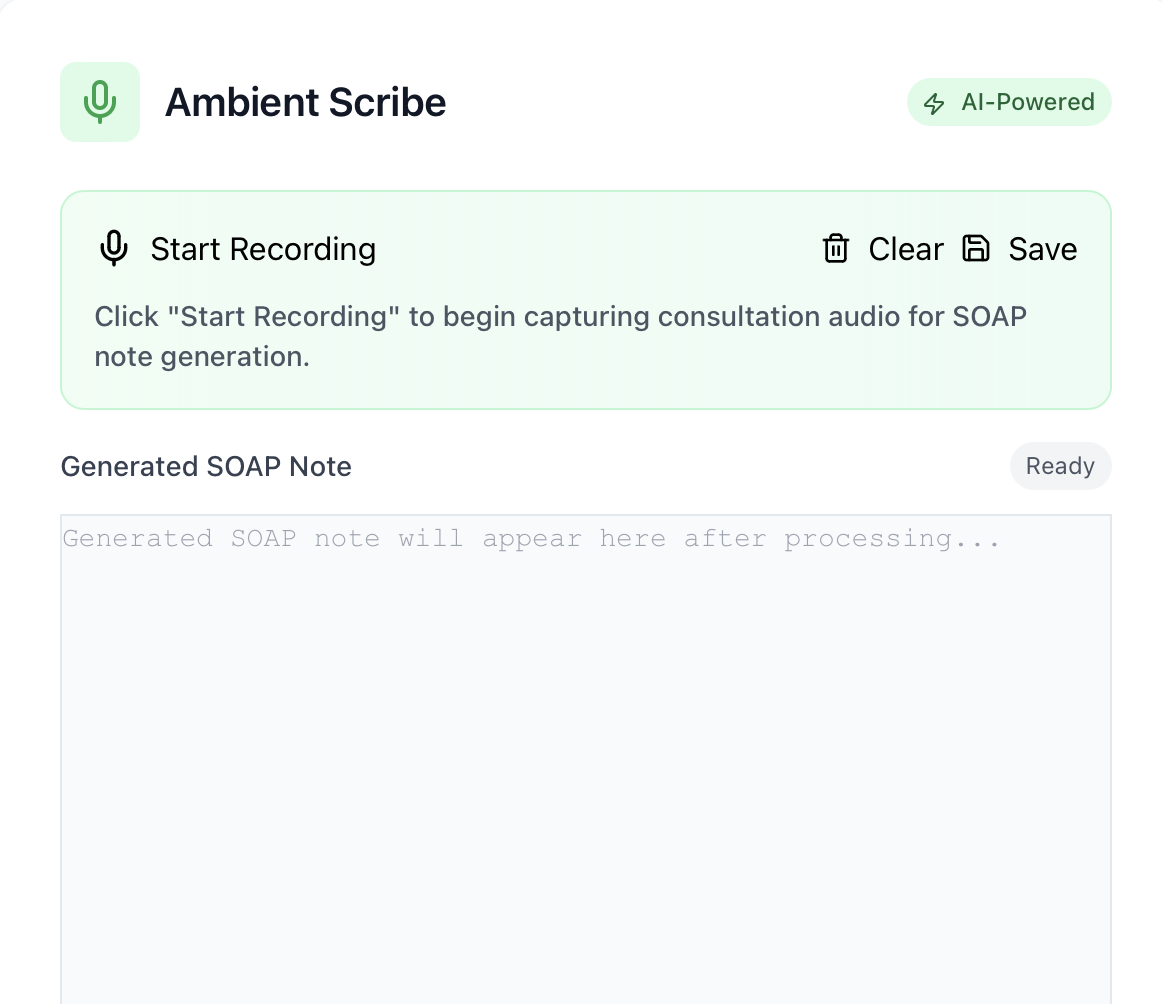 Ambient Scribe
AI-Powered
Start Recording
Clear
Save
Click "Start Recording" to begin capturing consultation audio for SOAP
note generation.
Generated SOAP Note
Ready
Generated SOAP note will appear here after processing...